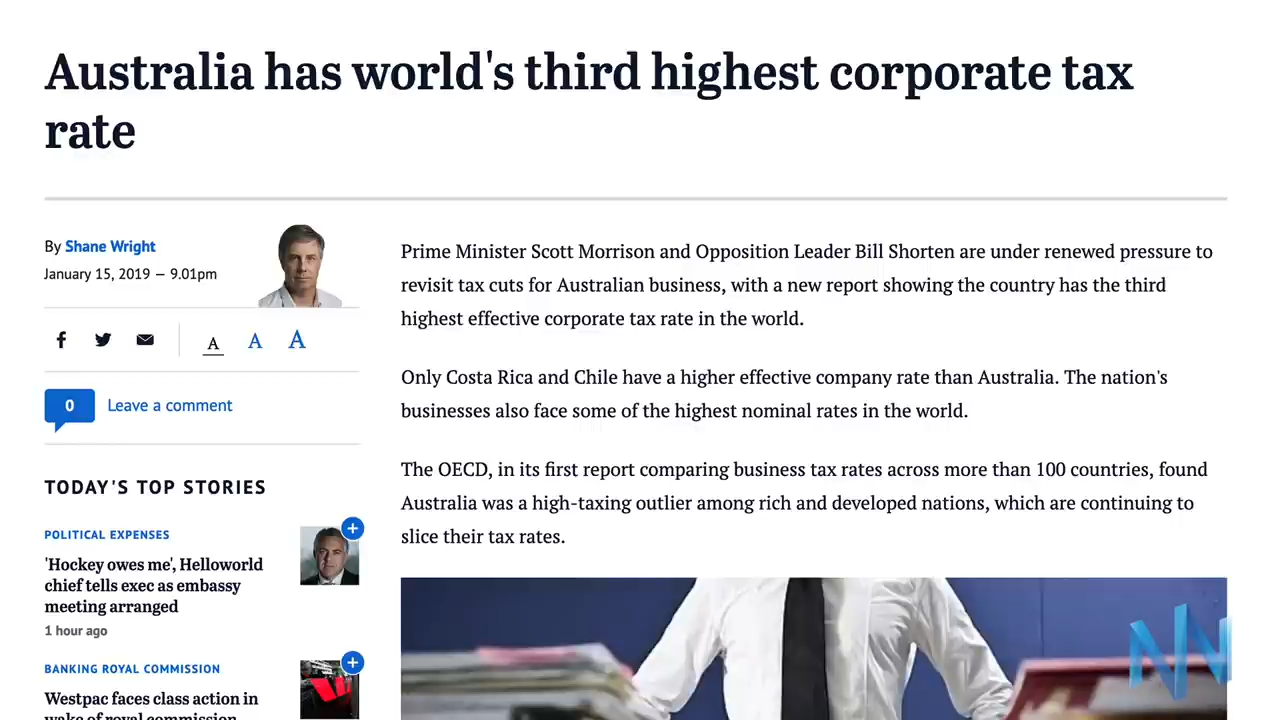 Australia has world's third highest corporate tax
rate
By Shane Wright
January 15, 2019 — 9.01pm
A A A
0 Leave a comment
TODAY'S TOP STORIES
POLITICAL EXPENSES
'Hockey owes me', Helloworld
chief tells exec as embassy
meeting arranged
1 hour ago
BANKING ROYAL COMMISSION
Westpac faces class action in
wake of royal commission
Prime Minister Scott Morrison and Opposition Leader Bill Shorten are under renewed pressure to
revisit tax cuts for Australian business, with a new report showing the country has the third
highest effective corporate tax rate in the world.
Only Costa Rica and Chile have a higher effective company rate than Australia. The nation's
businesses also face some of the highest nominal rates in the world.
The OECD, in its first report comparing business tax rates across more than 100 countries, found
Australia was a high-taxing outlier among rich and developed nations, which are continuing to
slice their tax rates.